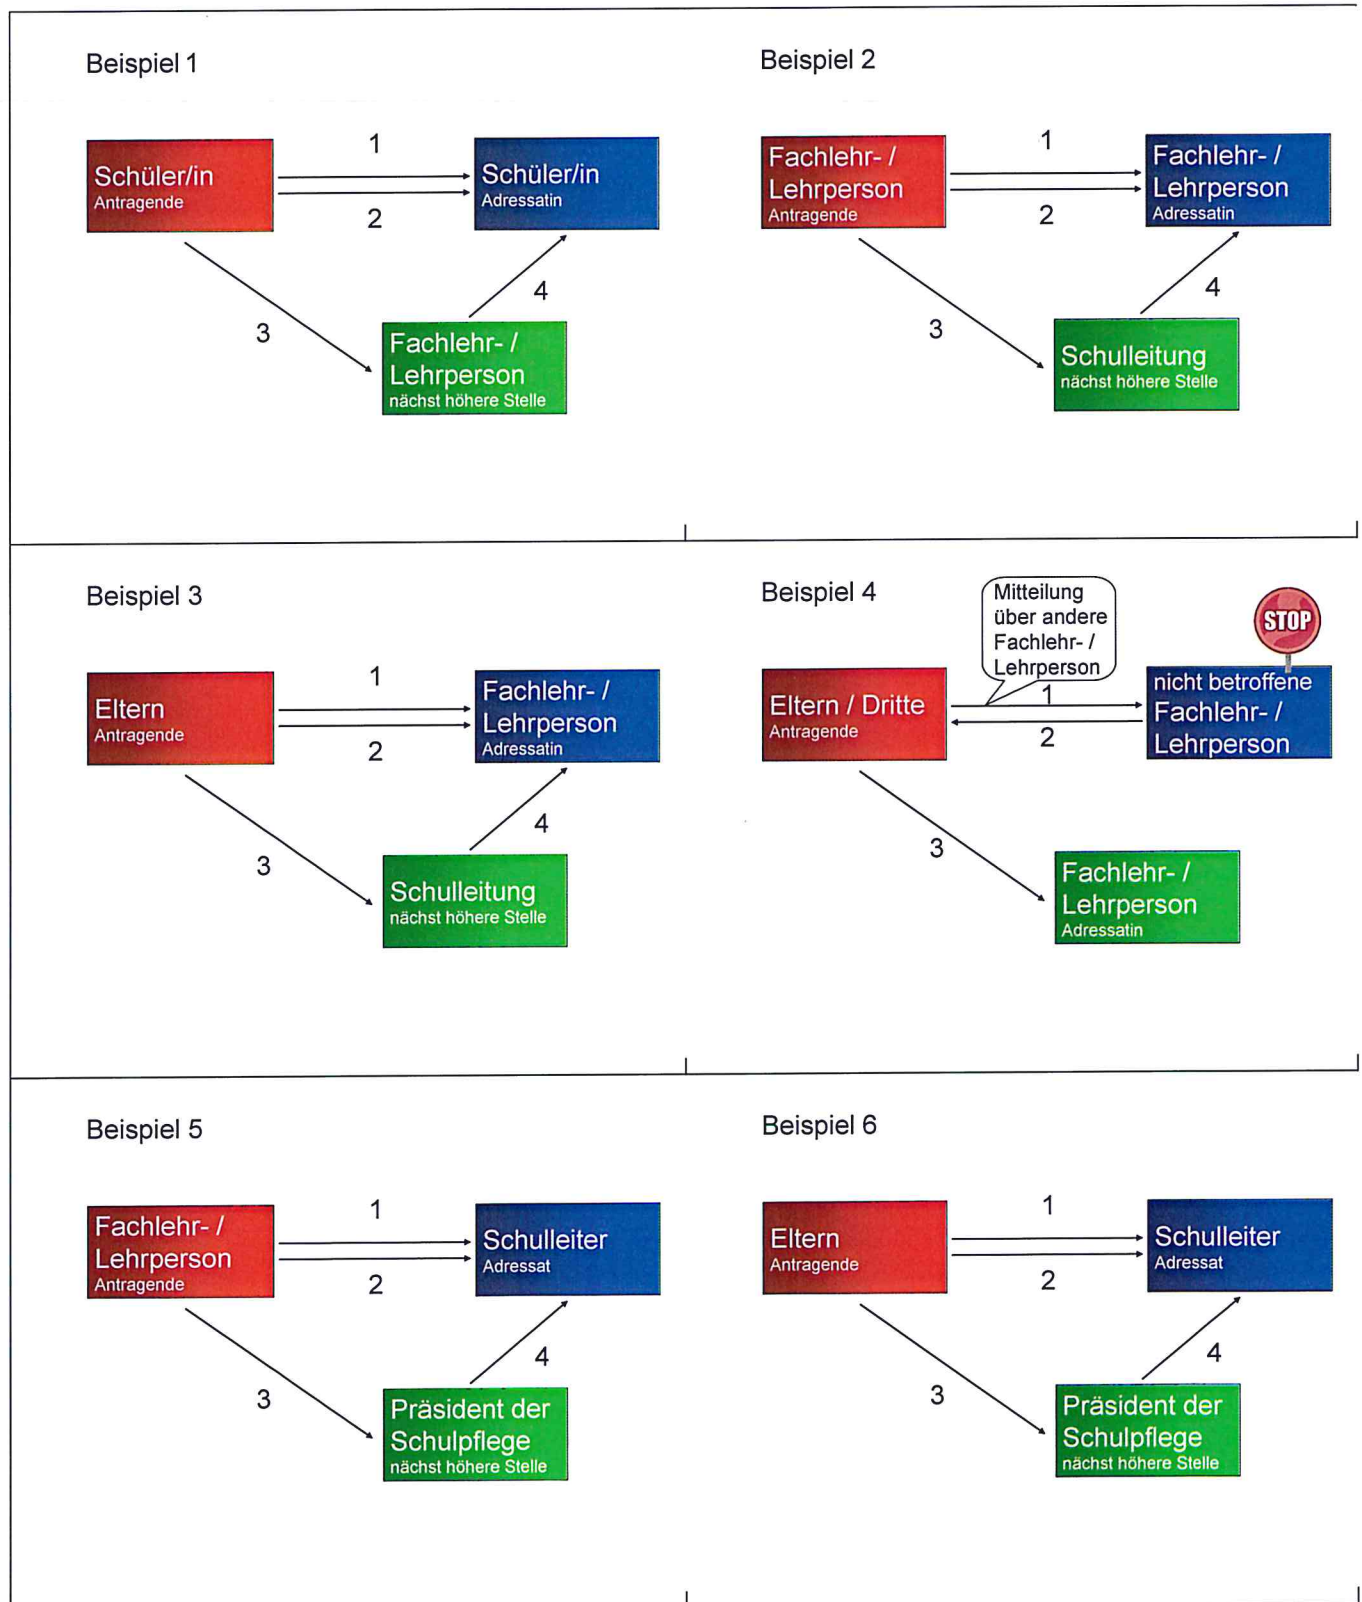 Beispiel 1
Schüler/in
Antragende
1
2
Schüler/in
Adressatin
3
4
Fachlehr- /
Lehrperson
nächst höhere Stelle
Beispiel 2
Fachlehr- /
Lehrperson
Antragende
1
2
Fachlehr- /
Lehrperson
Adressatin
3
4
Schulleitung
nächst höhere Stelle
Beispiel 3
Eltern
Antragende
1
2
Fachlehr- /
Lehrperson
Adressatin
3
4
Schulleitung
nächst höhere Stelle
Beispiel 4
Mitteilung
über andere
Fachlehr- /
Lehrperson
STOP
Eltern / Dritte
Antragende
1
2
nicht betroffene
Fachlehr- /
Lehrperson
3
Fachlehr- /
Lehrperson
Adressatin
Beispiel 5
Fachlehr- /
Lehrperson
Antragende
1
2
Schulleiter
Adressat
3
4
Präsident der
Schulpflege
nächst höhere Stelle
Beispiel 6
Eltern
Antragende
1
2
Schulleiter
Adressat
3
4
Präsident der
Schulpflege
nächst höhere Stelle